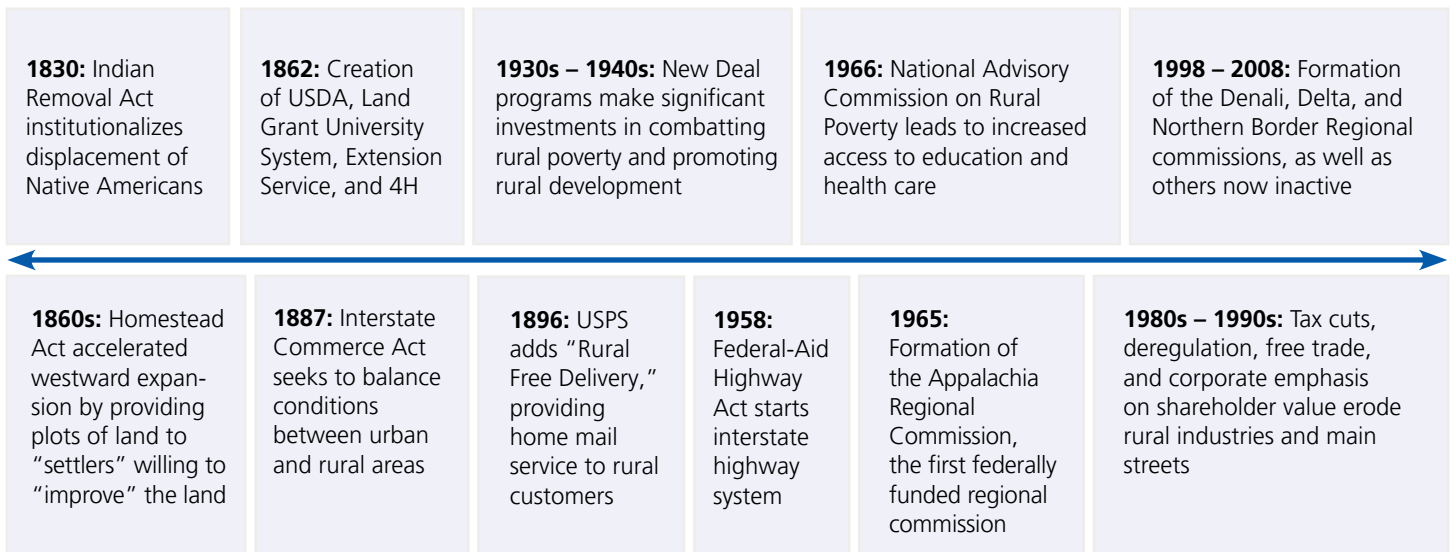 1830: Indian
Removal Act
institutionalizes
displacement of
Native Americans
1862: Creation
of USDA, Land
Grant University
System, Extension
Service, and 4H
1930s – 1940s: New Deal
programs make significant
investments in combatting
rural poverty and promoting
rural development
1966: National Advisory
Commission on Rural
Poverty leads to increased
access to education and
health care
1998 – 2008: Formation
of the Denali, Delta, and
Northern Border Regional
commissions, as well as
others now inactive
1860s: Homestead
Act accelerated
westward expan-
sion by providing
plots of land to
“settlers” willing to
“improve” the land
1887: Interstate
Commerce Act
seeks to balance
conditions
between urban
and rural areas
1896: USPS
adds “Rural
Free Delivery,”
providing
home mail
service to rural
customers
1958:
Federal-Aid
Highway
Act starts
interstate
highway
system
1965:
Formation of
the Appalachia
Regional
Commission,
the first federally
funded regional
commission
1980s – 1990s: Tax cuts,
deregulation, free trade,
and corporate emphasis
on shareholder value erode
rural industries and main
streets